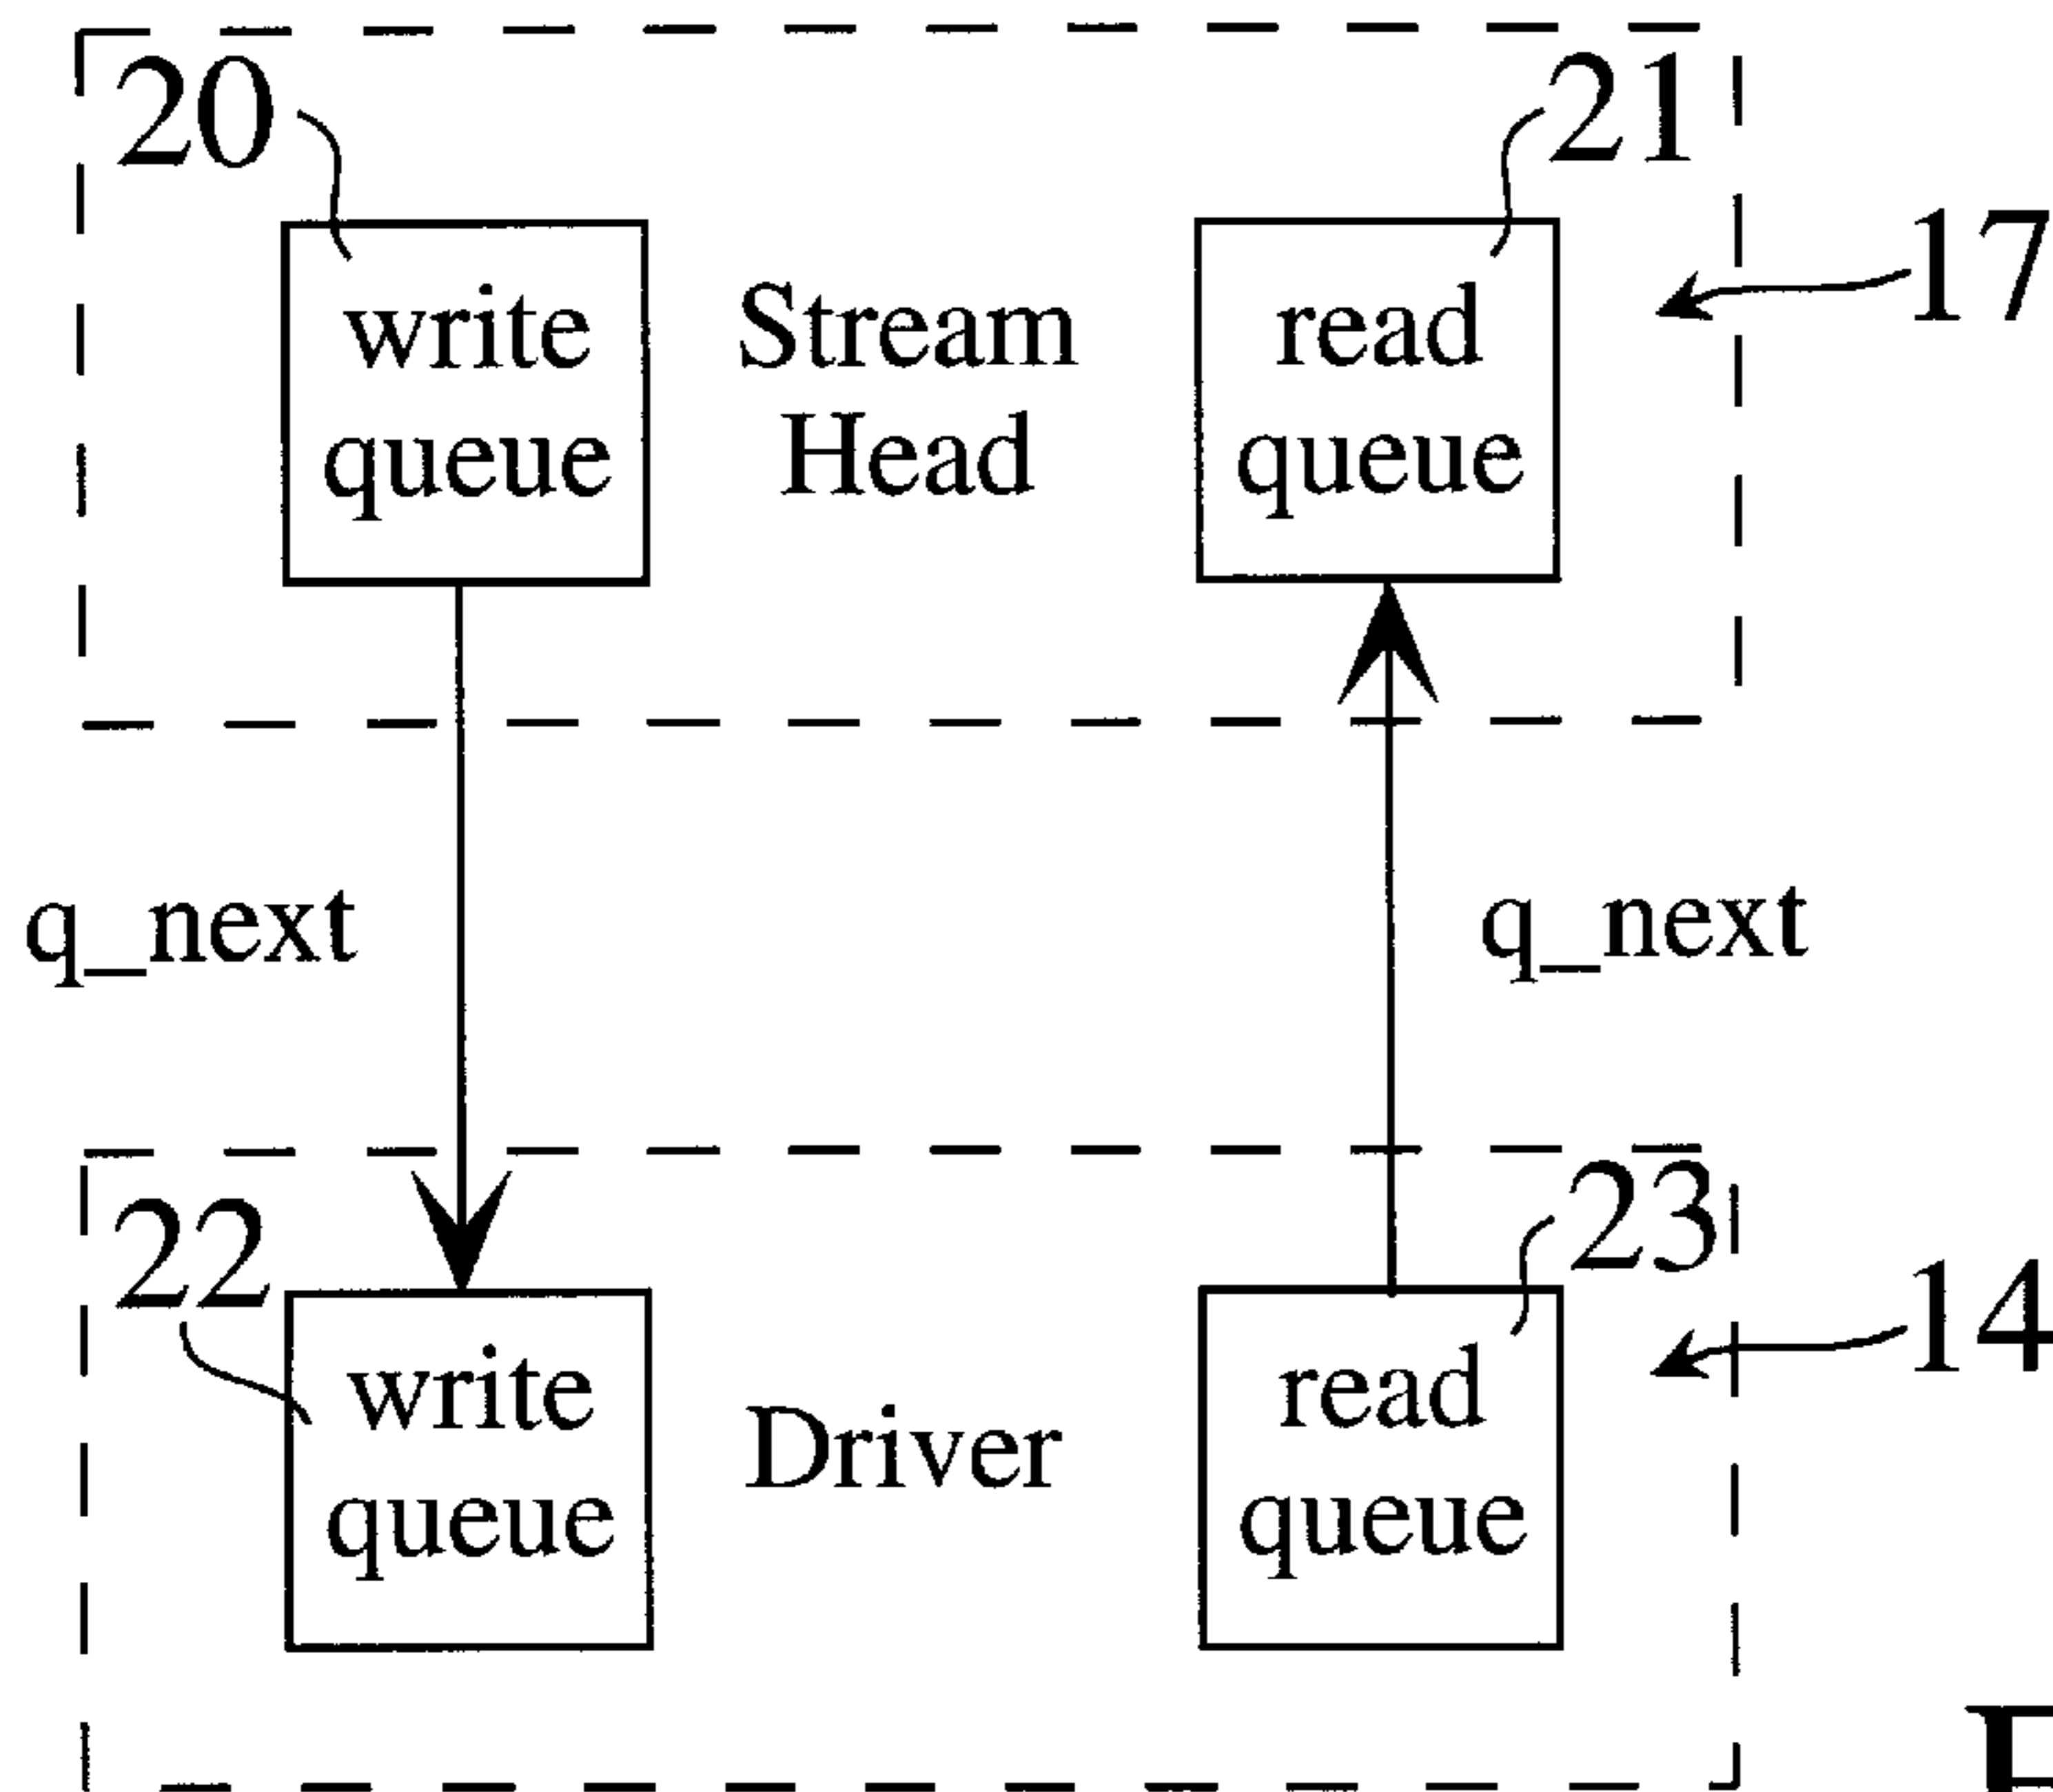 20
21
17
write
queue
Stream
Head
read
queue
q_next
q_next
22
23
14
write
queue
Driver
read
queue